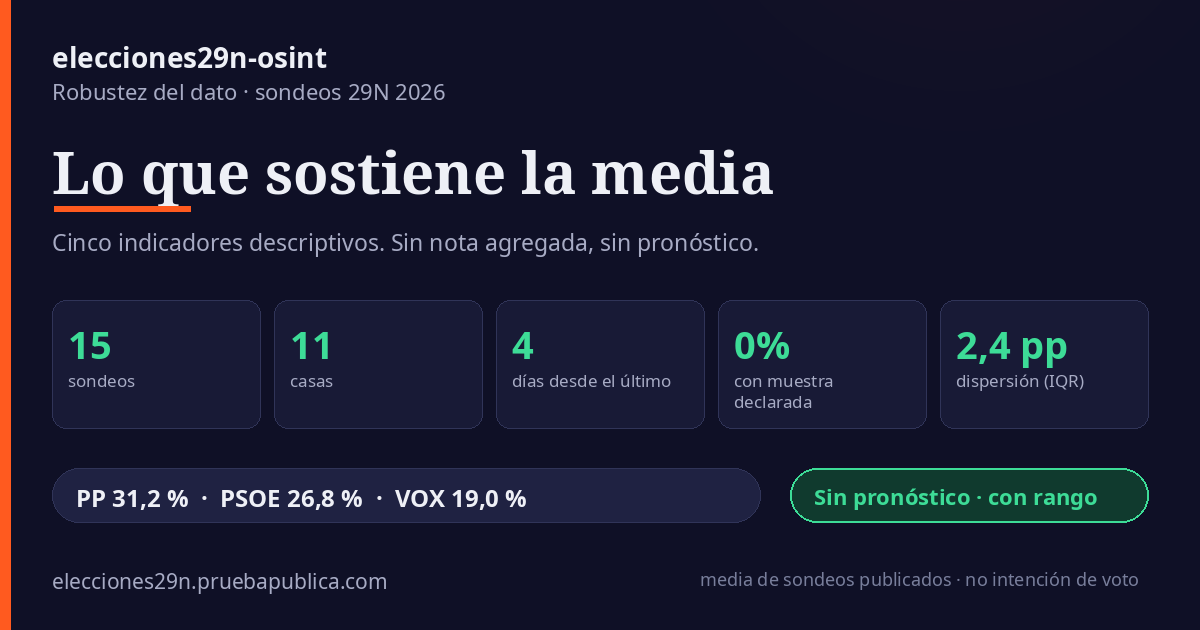 elecciones29n-osint
Robustez del dato · sondeos 29N 2026
Lo que sostiene la media
Cinco indicadores descriptivos. Sin nota agregada, sin pronóstico.
15
sondeos
11
casas
4
días desde el último
0%
con muestra
declarada
2,4 pp
dispersión (IQR)
PP 31,2 % · PSOE 26,8 % · VOX 19,0 %
Sin pronóstico · con rango
elecciones29n.pruebapublica.com
media de sondeos publicados · no intención de voto